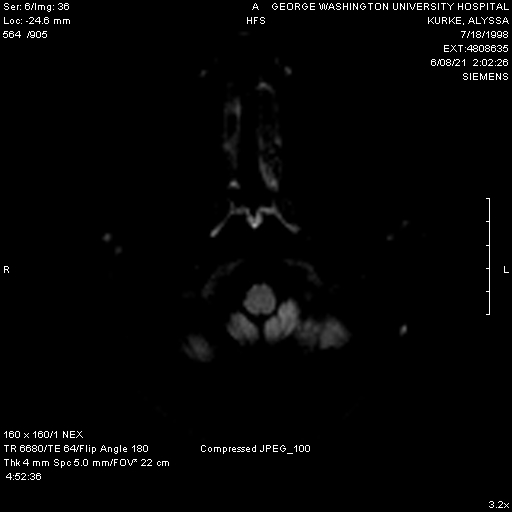 Ser: 6/Img: 36
Loc: -24.6 mm
564 /905
A
HFS
GEORGE WASHINGTON UNIVERSITY HOSPITAL
KURKE, ALYSSA
7/18/1998
EXT:4808635
6/08/21 2:02:26
SIEMENS
R
L
160 x 160/1 NEX
TR 6680/TE 64/Flip Angle 180
Thk 4 mm Spc 5.0 mm/FOV* 22 cm
4:52:36
Compressed JPEG_100
3.2x